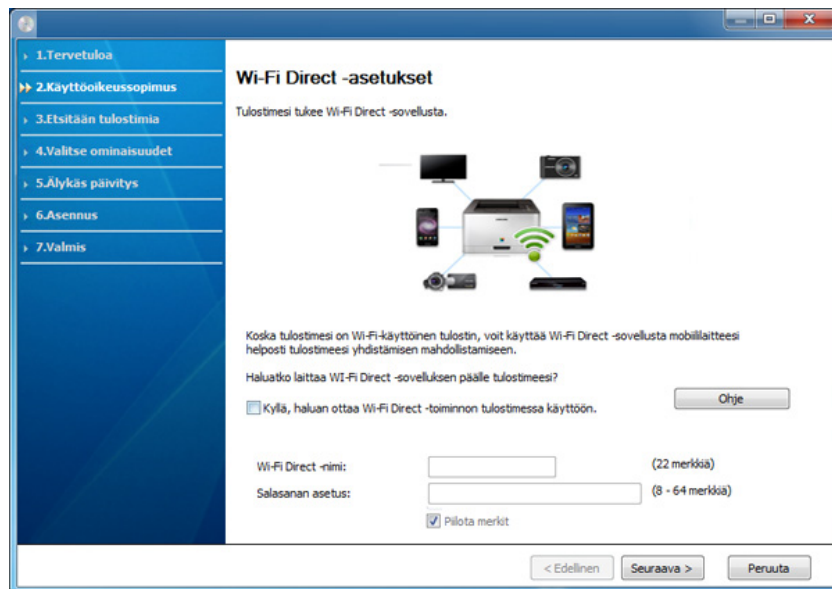 1.Tervetuloa
2.Käyttöoikeussopimus
3.Etsitään tulostimia
4.Valitse ominaisuudet
5.Älykäs päivitys
6.Asennus
7.Valmis
Wi-Fi Direct -asetukset
Tulostimesi tukee Wi-Fi Direct -sovellusta.
Koska tulostimesi on Wi-Fi-käyttöinen tulostin, voit käyttää Wi-Fi Direct -sovellusta mobiililaitteesi
helposti tulostimeesi yhdistämisen mahdollistamiseen.
Haluatko laittaa WI-Fi Direct -sovelluksen päälle tulostimeesi?
Kyllä, haluan ottaa Wi-Fi Direct -toiminnon tulostimessa käyttöön.
Ohje
Wi-Fi Direct -nimi:
(22 merkkiä)
Salasanan asetus:
(8 - 64 merkkiä)
Piilota merkit
< Edellinen
Seuraava >
Peruuta